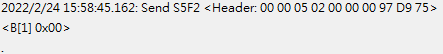 2022/2/24 15:58:45.162: Send S5F2 <Header: 00 00 05 02 00 00 00 97 D9 75>
<B[1] 0x00>
.